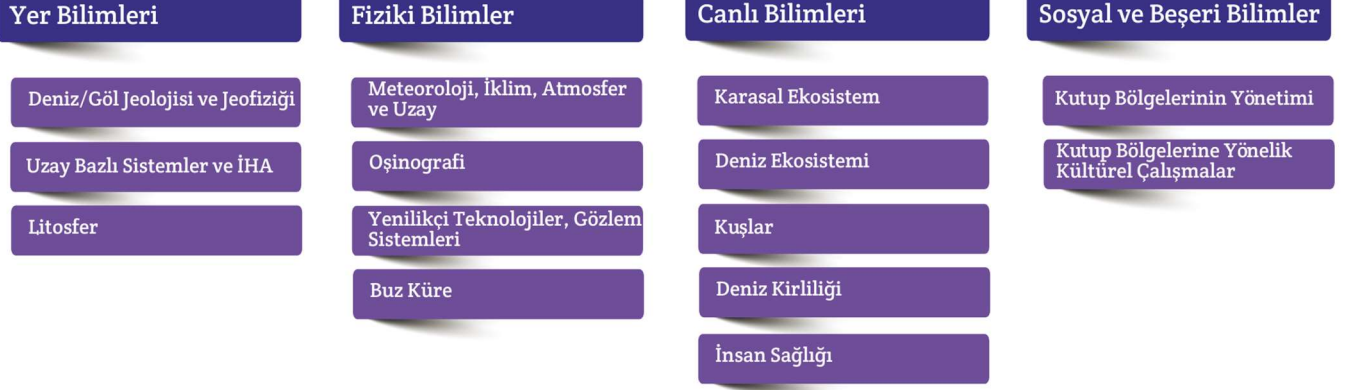 Yer Bilimleri
Deniz/Göl Jeolojisi ve Jeofiziği
Uzay Bazlı Sistemler ve İHA
Litosfer
Fiziki Bilimler
Meteoroloji, İklim, Atmosfer
ve Uzay
Oşinografi
Yenilikçi Teknolojiler, Gözlem
Sistemleri
Buz Küre
Canlı Bilimleri
Karasal Ekosistem
Deniz Ekosistemi
Kuşlar
Deniz Kirliliği
İnsan Sağlığı
Sosyal ve Beşeri Bilimler
Kutup Bölgelerinin Yönetimi
Kutup Bölgelerine Yönelik
Kültürel Çalışmalar